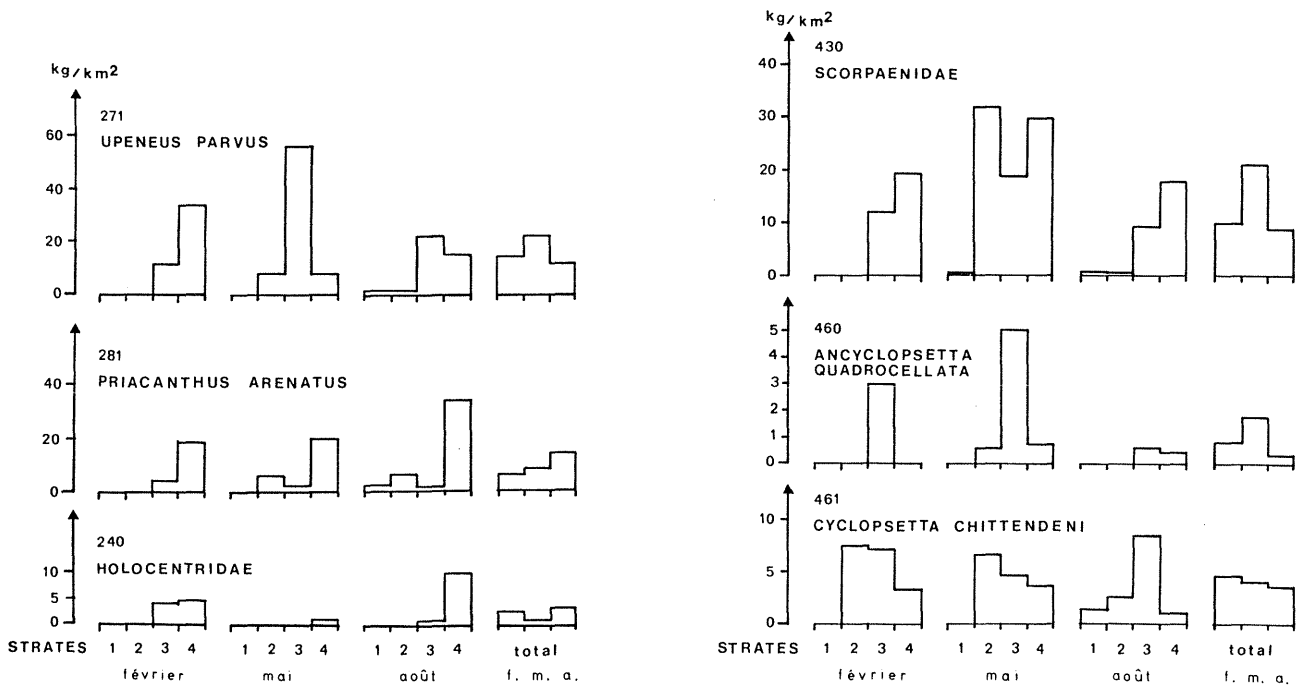 kg/km2
271
UPENEUS PARVUS
60
40
20
0
281
PRIACANTHUS ARENATUS
40
20
0
240
HOLOCENTRIDAE
10
5
0
STRATES 1 2 3 4 1 2 3 4 1 2 3 4 total
février mai août f. m. a.
kg/km2
430
SCORPAENIDAE
40
30
20
10
0
460
ANCYCLOPSETTA
QUADROCELLATA
5
4
3
2
1
0
461
CYCLOPSETTA CHITTENDENI
10
5
0
STRATES 1 2 3 4 1 2 3 4 1 2 3 4 total
février mai août f. m. a.